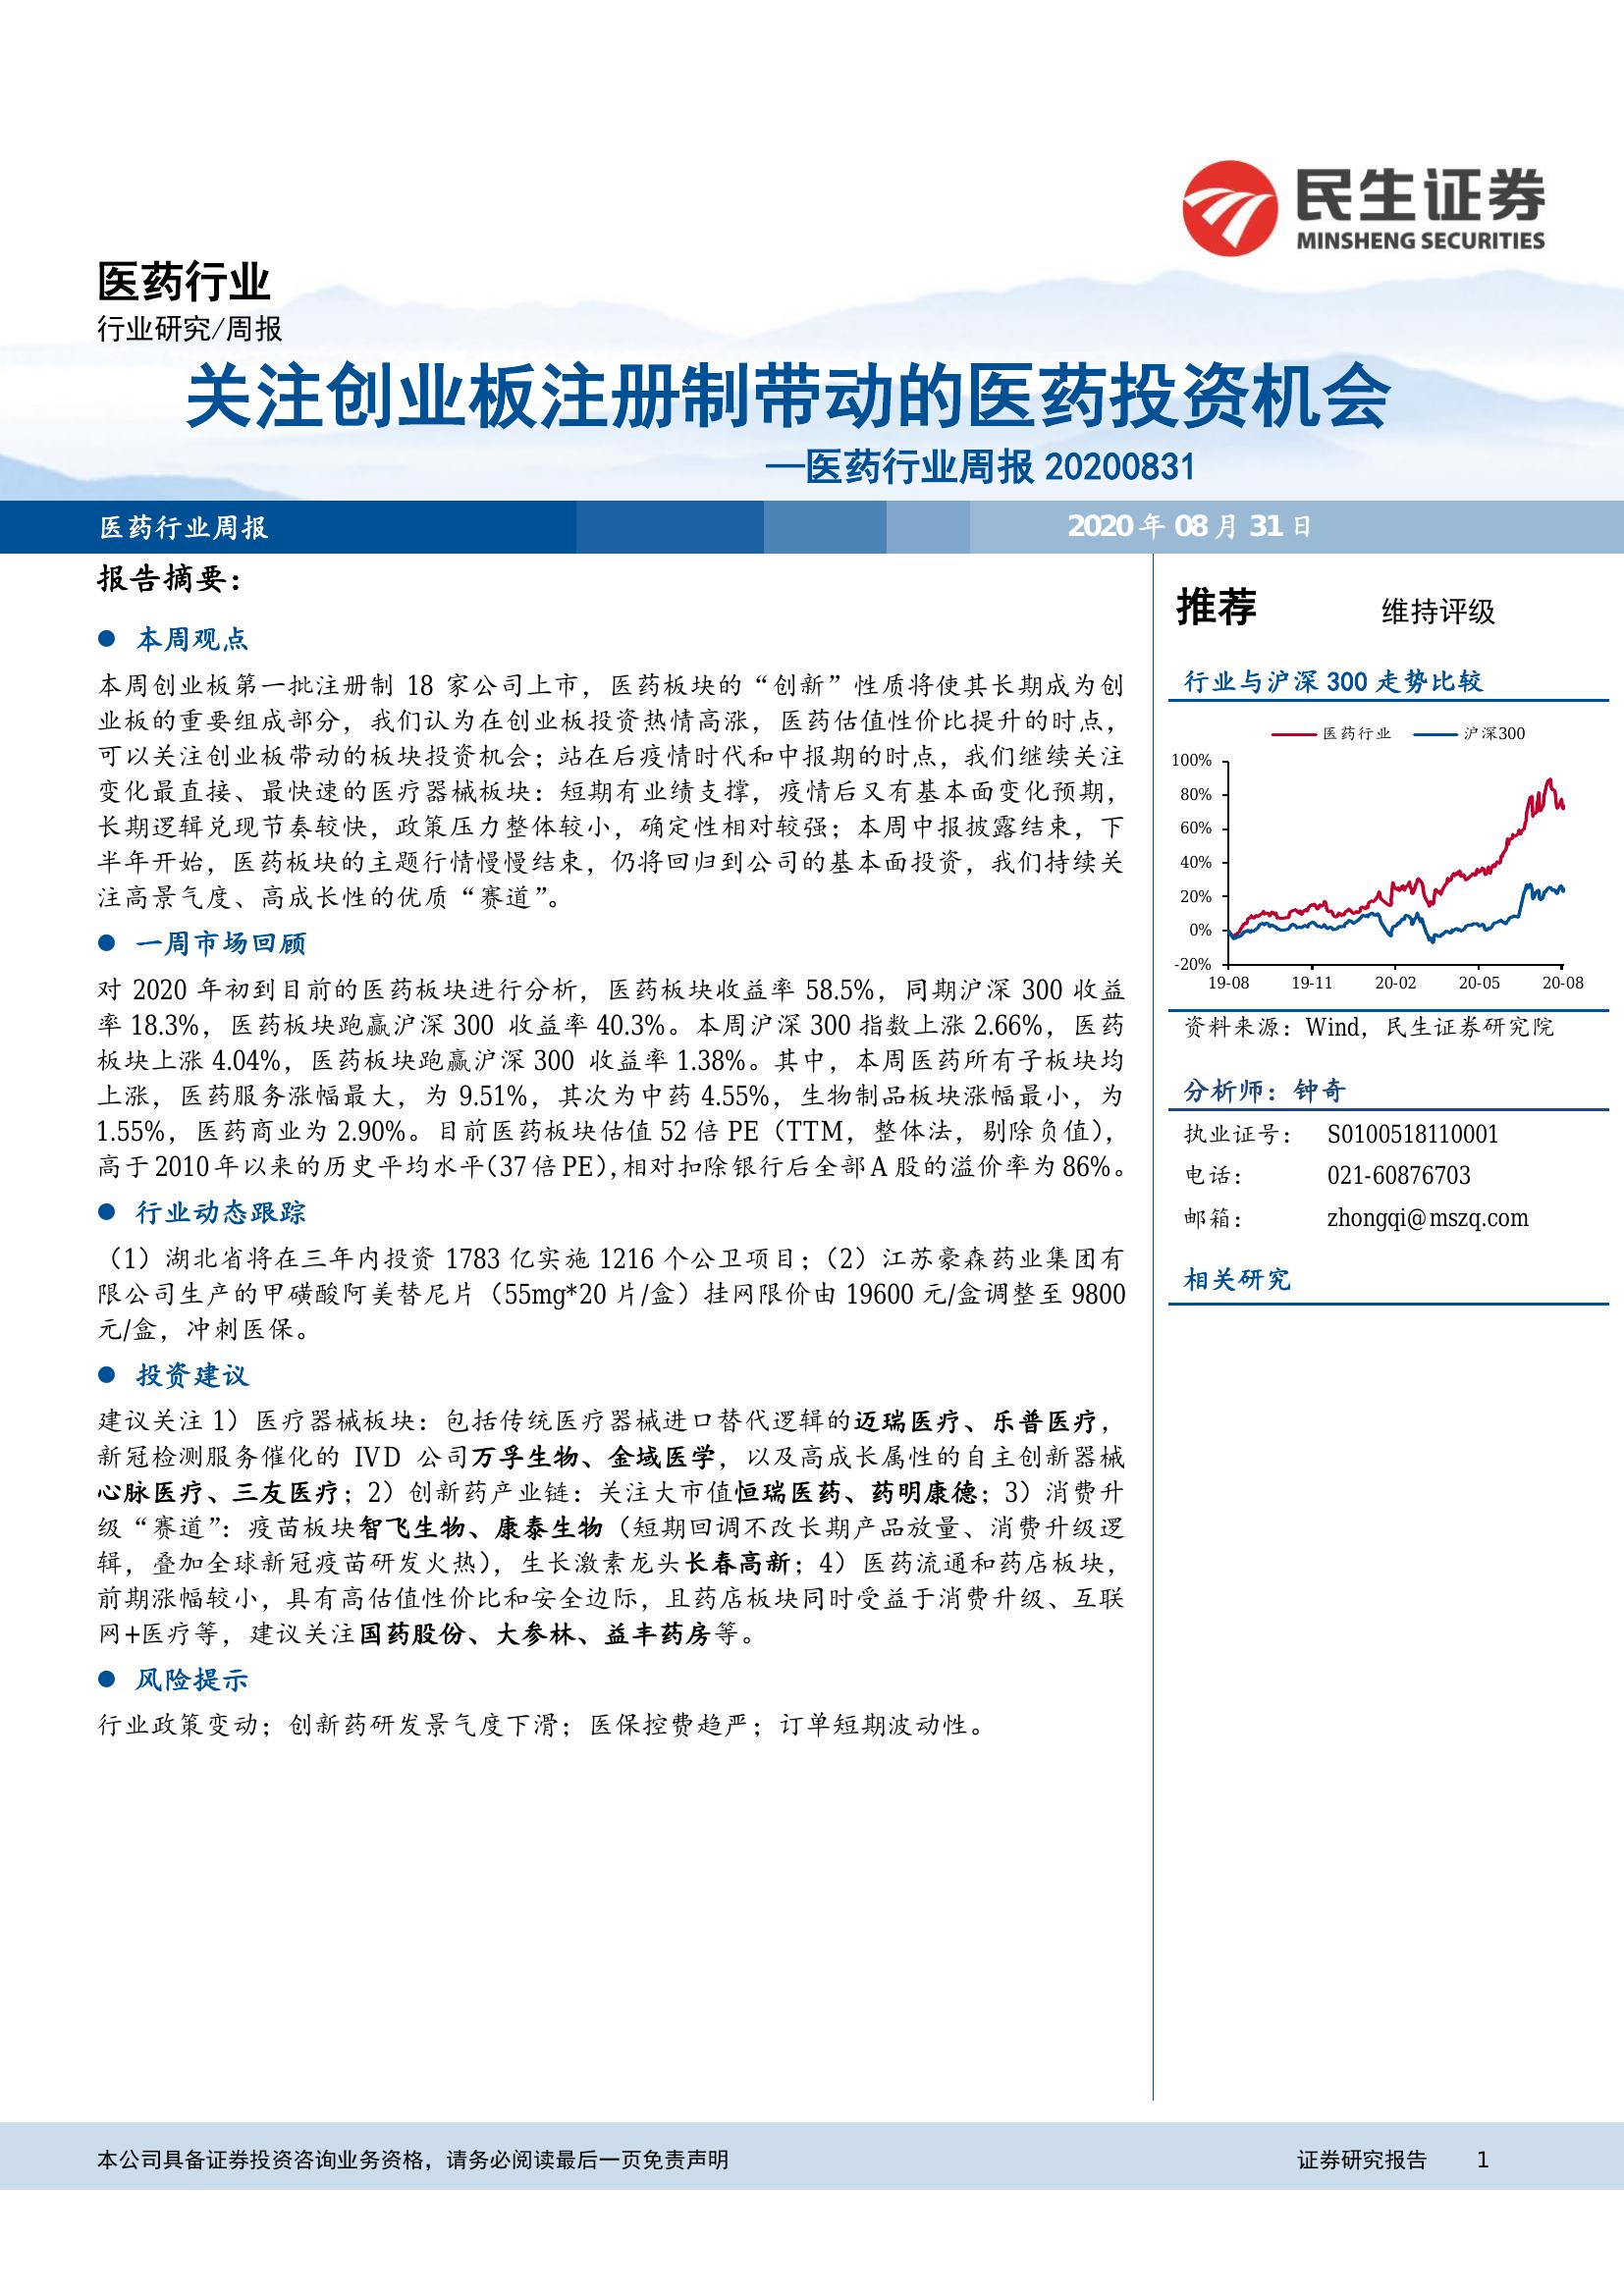 民生证券
MINSHENG SECURITIES
医药行业
行业研究/周报
关注创业板注册制带动的医药投资机会
—医药行业周报 20200831
医药行业周报
2020 年 08 月 31 日
报告摘要：
● 本周观点
本周创业板第一批注册制 18 家公司上市，医药板块的“创新”性质将使其长期成为创
业板的重要组成部分，我们认为在创业板投资热情高涨，医药估值性价比提升的时点，
可以关注创业板带动的板块投资机会；站在后疫情时代和中报期的时点，我们继续关注
变化最直接、最快速的医疗器械板块：短期有业绩支撑，疫情后又有基本面变化预期，
长期逻辑兑现节奏较快，政策压力整体较小，确定性相对较强；本周中报披露结束，下
半年开始，医药板块的主题行情慢慢结束，仍将回归到公司的基本面投资，我们持续关
注高景气度、高成长性的优质“赛道”。
● 一周市场回顾
对 2020 年初到目前的医药板块进行分析，医药板块收益率 58.5%，同期沪深 300 收益
率 18.3%，医药板块跑赢沪深 300 收益率 40.3%。本周沪深 300 指数上涨 2.66%，医药
板块上涨 4.04%，医药板块跑赢沪深 300 收益率 1.38%。其中，本周医药所有子板块均
上涨，医药服务涨幅最大，为 9.51%，其次为中药 4.55%，生物制品板块涨幅最小，为
1.55%，医药商业为 2.90%。目前医药板块估值 52 倍 PE（TTM，整体法，剔除负值），
高于 2010 年以来的历史平均水平（37 倍 PE），相对扣除银行后全部 A 股的溢价率为 86%。
● 行业动态跟踪
（1）湖北省将在三年内投资 1783 亿实施 1216 个公卫项目；（2）江苏豪森药业集团有
限公司生产的甲磺酸阿美替尼片（55mg*20 片/盒）挂网限价由 19600 元/盒调整至 9800
元/盒，冲刺医保。
● 投资建议
建议关注 1）医疗器械板块：包括传统医疗器械进口替代逻辑的迈瑞医疗、乐普医疗，
新冠检测服务催化的 IVD 公司万孚生物、金域医学，以及高成长属性的自主创新器械
心脉医疗、三友医疗；2）创新药产业链：关注大市值恒瑞医药、药明康德；3）消费升
级“赛道”：疫苗板块智飞生物、康泰生物（短期回调不改长期产品放量、消费升级逻
辑，叠加全球新冠疫苗研发火热），生长激素龙头长春高新；4）医药流通和药店板块，
前期涨幅较小，具有高估值性价比和安全边际，且药店板块同时受益于消费升级、互联
网+医疗等，建议关注国药股份、大参林、益丰药房等。
● 风险提示
行业政策变动；创新药研发景气度下滑；医保控费趋严；订单短期波动性。
推荐 维持评级
行业与沪深 300 走势比较
医药行业 沪深300
100%
80%
60%
40%
20%
0%
-20%
19-08 19-11 20-02 20-05 20-08
资料来源：Wind，民生证券研究院
分析师：钟奇
执业证号： S0100518110001
电话： 021-60876703
邮箱： zhongqi@mszq.com
相关研究
本公司具备证券投资咨询业务资格，请务必阅读最后一页免责声明
证券研究报告 1